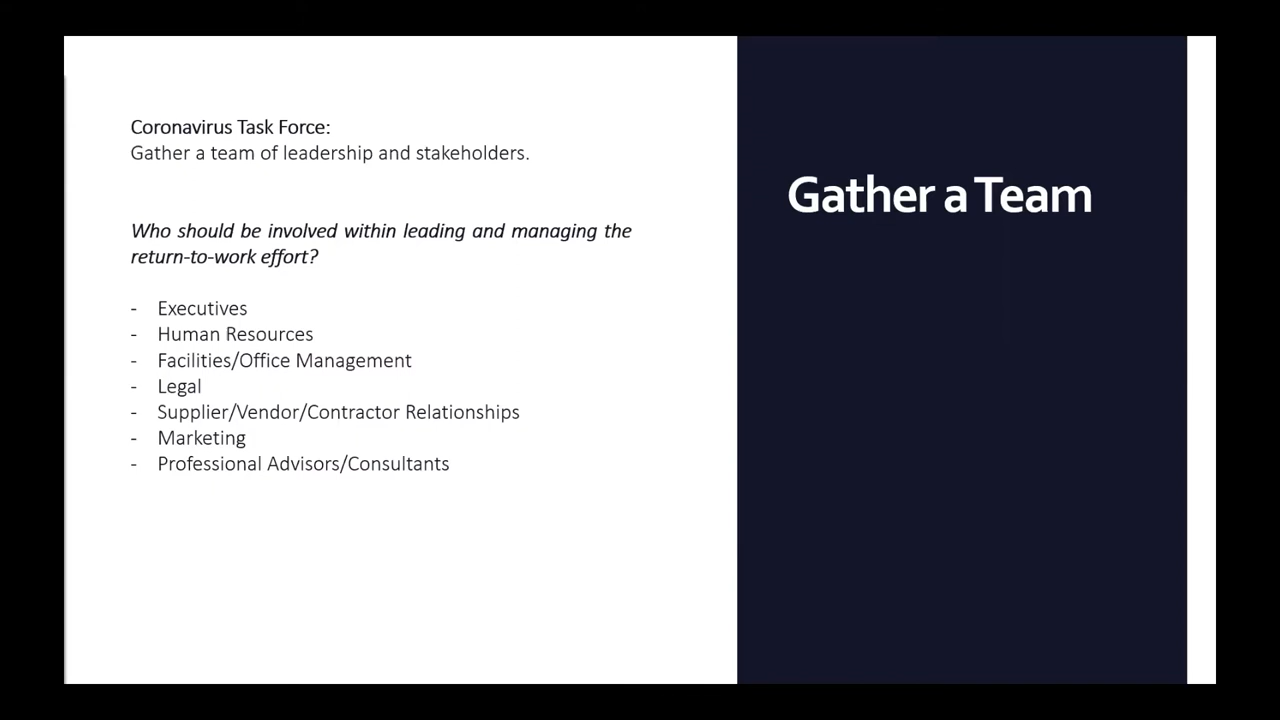 Coronavirus Task Force:
Gather a team of leadership and stakeholders.
Who should be involved within leading and managing the
return-to-work effort?
- Executives
- Human Resources
- Facilities/Office Management
- Legal
- Supplier/Vendor/Contractor Relationships
- Marketing
- Professional Advisors/Consultants
Gather a Team